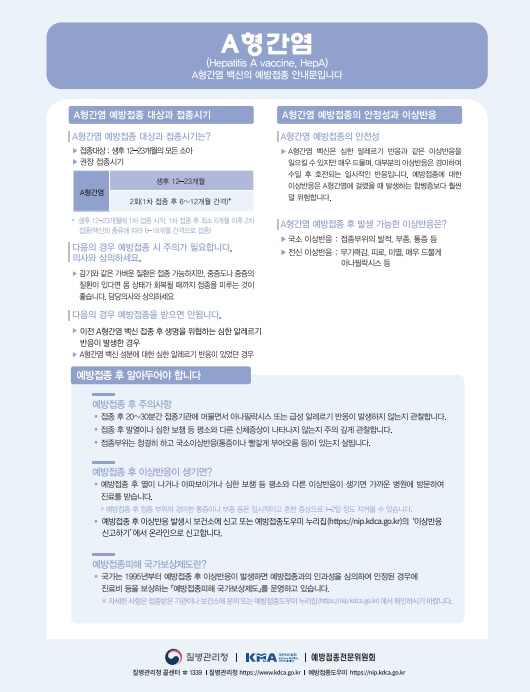 A형간염
(Hepatitis A vaccine, HepA)
A형간염 백신의 예방접종 안내문입니다
A형간염 예방접종 대상과 접종시기
A형간염 예방접종 대상과 접종시기는?
▶ 접종대상 : 생후 12–23개월의 모든 소아
▶ 권장 접종시기
A형간염
생후 12–23개월
2회(1차 접종 후 6~12개월 간격)*
* 생후 12–23개월에 1차 접종 시작, 1차 접종 후 최소 6개월 이후 2차
접종(백신의 종류에 따라 6–18개월 간격으로 접종)
다음의 경우 예방접종 시 주의가 필요합니다.
의사와 상의하세요.
▶ 감기와 같은 가벼운 질환은 접종 가능하지만, 중증도나 중증의
질환이 있다면 몸 상태가 회복될 때까지 접종을 미루는 것이
좋습니다. 담당의사와 상의하세요
다음의 경우 예방접종을 받으면 안됩니다.
▶ 이전 A형간염 백신 접종 후 생명을 위협하는 심한 알레르기
반응이 발생한 경우
▶ A형간염 백신 성분에 대한 심한 알레르기 반응이 있었던 경우
A형간염 예방접종의 안정성과 이상반응
A형간염 예방접종의 안전성
▶ A형간염 백신은 심한 알레르기 반응과 같은 이상반응을
일으킬 수 있지만 매우 드물며, 대부분의 이상반응은 경미하며
수일 후 호전되는 일시적인 반응입니다. 예방접종에 대한
이상반응은 A형간염에 걸렸을 때 발생하는 합병증보다 훨씬
덜 위험합니다.
A형간염 예방접종 후 발생 가능한 이상반응은?
▶ 국소 이상반응 : 접종부위의 발적, 부종, 통증 등
▶ 전신 이상반응 : 무기력감, 피로, 미열, 매우 드물게
아나필락시스 등
예방접종 후 알아두어야 합니다
예방접종 후 주의사항
• 접종 후 20~30분간 접종기관에 머물면서 아나필락시스 또는 급성 알레르기 반응이 발생하지 않는지 관찰합니다.
• 접종 후 발열이나 심한 보챔 등 평소와 다른 신체증상이 나타나지 않는지 주의 깊게 관찰합니다.
• 접종부위는 청결히 하고 국소이상반응(통증이나 빨갛게 부어오름 등)이 있는지 살핍니다.
예방접종 후 이상반응이 생기면?
• 예방접종 후 열이 나거나 아파보이거나 심한 보챔 등 평소와 다른 이상반응이 생기면 가까운 병원에 방문하여
진료를 받습니다.
* 예방접종 후 접종 부위의 경미한 통증이나 부종 등은 일시적이고 흔한 증상으로 1–2일 정도 지켜볼 수 있습니다.
• 예방접종 후 이상반응 발생시 보건소에 신고 또는 예방접종도우미 누리집(https://nip.kdca.go.kr)의 '이상반응
신고하기' 에서 온라인으로 신고합니다.
예방접종피해 국가보상제도란?
• 국가는 1995년부터 예방접종 후 이상반응이 발생하면 예방접종과의 인과성을 심의하여 인정된 경우에
진료비 등을 보상하는 「예방접종피해 국가보상제도」를 운영하고 있습니다.
※ 자세한 사항은 접종받은 기관이나 보건소에 문의 또는 예방접종도우미 누리집(https://nip.kdca.go.kr) 에서 확인하시기 바랍니다.
질병관리청 | KMA | 예방접종전문위원회
질병관리청 콜센터 ☎ 1339 | 질병관리청 https://www.kdca.go.kr | 예방접종도우미 https://nip.kdca.go.kr